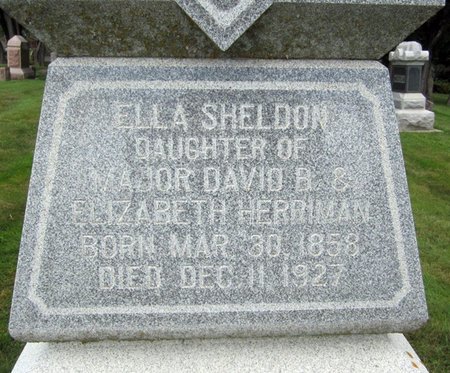 ELLA SHELDON
DAUGHTER OF
MAJOR DAVID B. &
ELIZABETH HERRIMAN
BORN MAR. 30, 1858
DIED DEC. 11, 1927